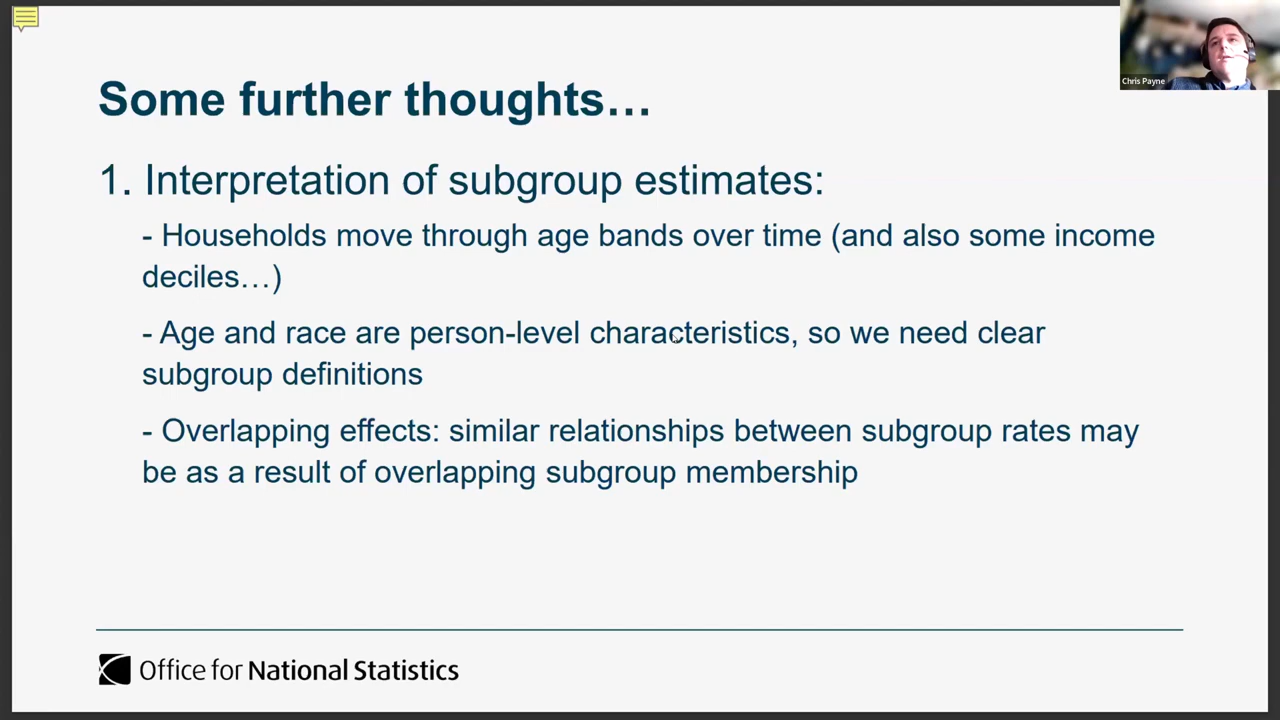 Chris Payne
Some further thoughts…
1. Interpretation of subgroup estimates:
- Households move through age bands over time (and also some income
deciles…)
- Age and race are person-level characteristics, so we need clear
subgroup definitions
- Overlapping effects: similar relationships between subgroup rates may
be as a result of overlapping subgroup membership
Office for National Statistics